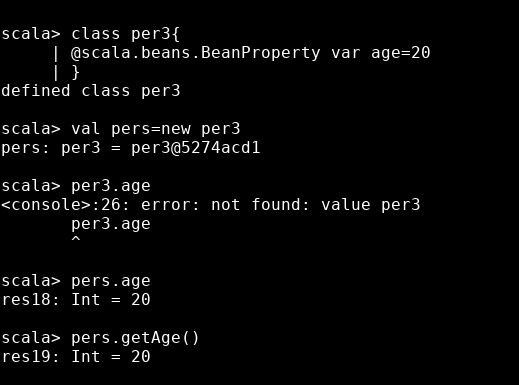 scala> class per3{
     | @scala.beans.BeanProperty var age=20
     | }
defined class per3
scala> val pers=new per3
pers: per3 = per3@5274acd1
scala> per3.age
<console>:26: error: not found: value per3
       per3.age
       ^
scala> pers.age
res18: Int = 20
scala> pers.getAge()
res19: Int = 20